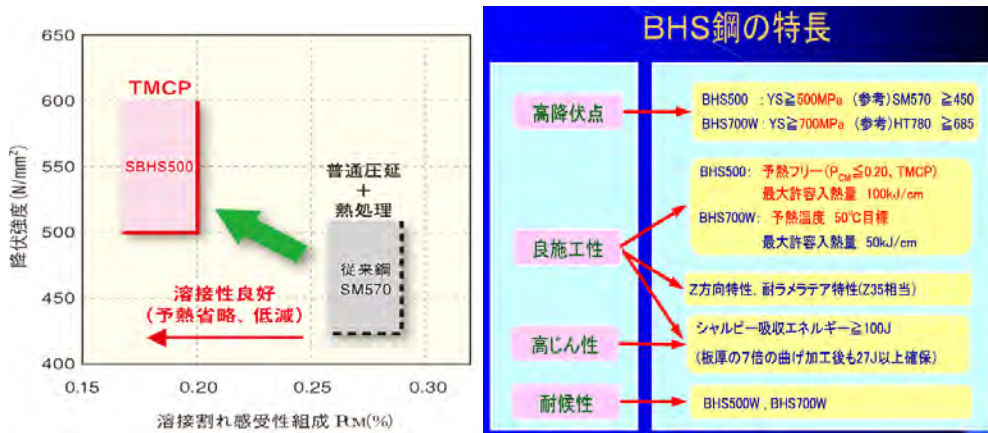 650
600
550
500
450
400
降伏強度(N/mm²)
TMCP
SBHS500
普通圧延
+
熱処理
従来鋼
SM570
溶接性良好
(予熱省略、低減)
0.15
0.20
0.25
0.30
溶接割れ感受性組成 PCM(%)
BHS鋼の特長
高降伏点
BHS500 :YS≧500MPa (参考)SM570 ≧450
BHS700W:YS≧700MPa (参考)HT780 ≧685
良施工性
BHS500: 予熱フリー(PCM≦0.20、TMCP)
最大許容入熱量 100kJ/cm
BHS700W: 予熱温度 50℃目標
最大許容入熱量 50kJ/cm
Z方向特性、耐ラメラテア特性(Z35相当)
高じん性
シャルピー吸収エネルギー≧100J
(板厚の7倍の曲げ加工後も27J以上確保)
耐候性
BHS500W、BHS700W